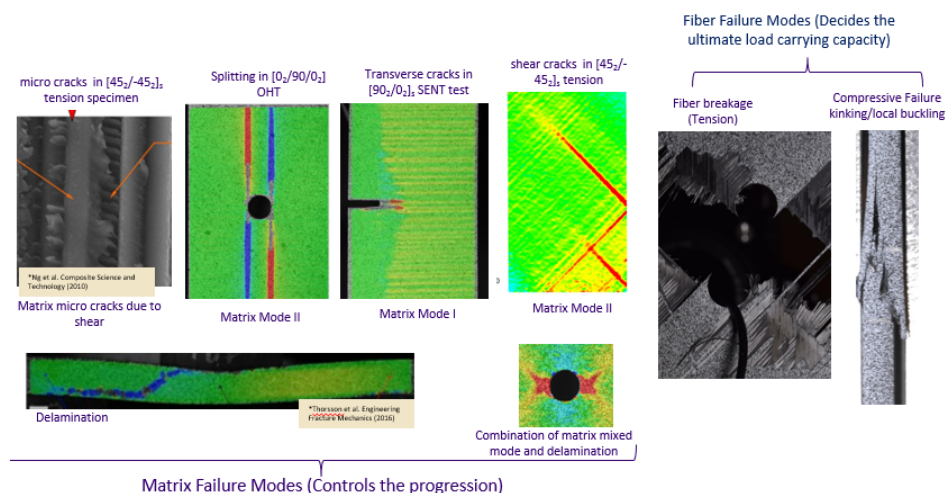 Fiber Failure Modes (Decides the
ultimate load carrying capacity)
micro cracks in [45₂/-45₂]ₛ
tension specimen
Splitting in [0₂/90/0₂]
OHT
Transverse cracks in
[90₂/0₂]ₛ SENT test
shear cracks in [45₂/-
45₂]ₛ tension
Fiber breakage
(Tension)
Compressive Failure
kinking/local buckling
*Ng et al. Composite Science and
Technology (2010)
Matrix micro cracks due to
shear
Matrix Mode II
Matrix Mode I
Matrix Mode II
Delamination
*Thorsson et al. Engineering
Fracture Mechanics (2016)
Combination of matrix mixed
mode and delamination
Matrix Failure Modes (Controls the progression)